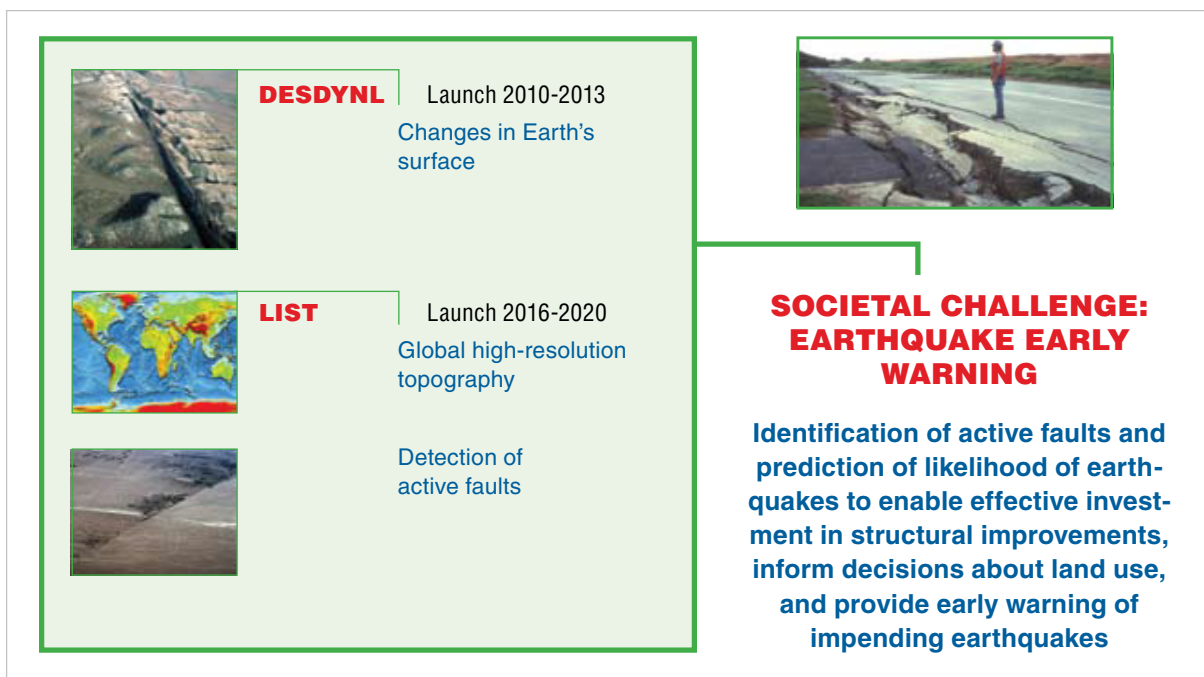 DESDYNL
Launch 2010-2013
Changes in Earth's
surface
LIST
Launch 2016-2020
Global high-resolution
topography
Detection of
active faults
SOCIETAL CHALLENGE:
EARTHQUAKE EARLY
WARNING
Identification of active faults and
prediction of likelihood of earth-
quakes to enable effective invest-
ment in structural improvements,
inform decisions about land use,
and provide early warning of
impending earthquakes